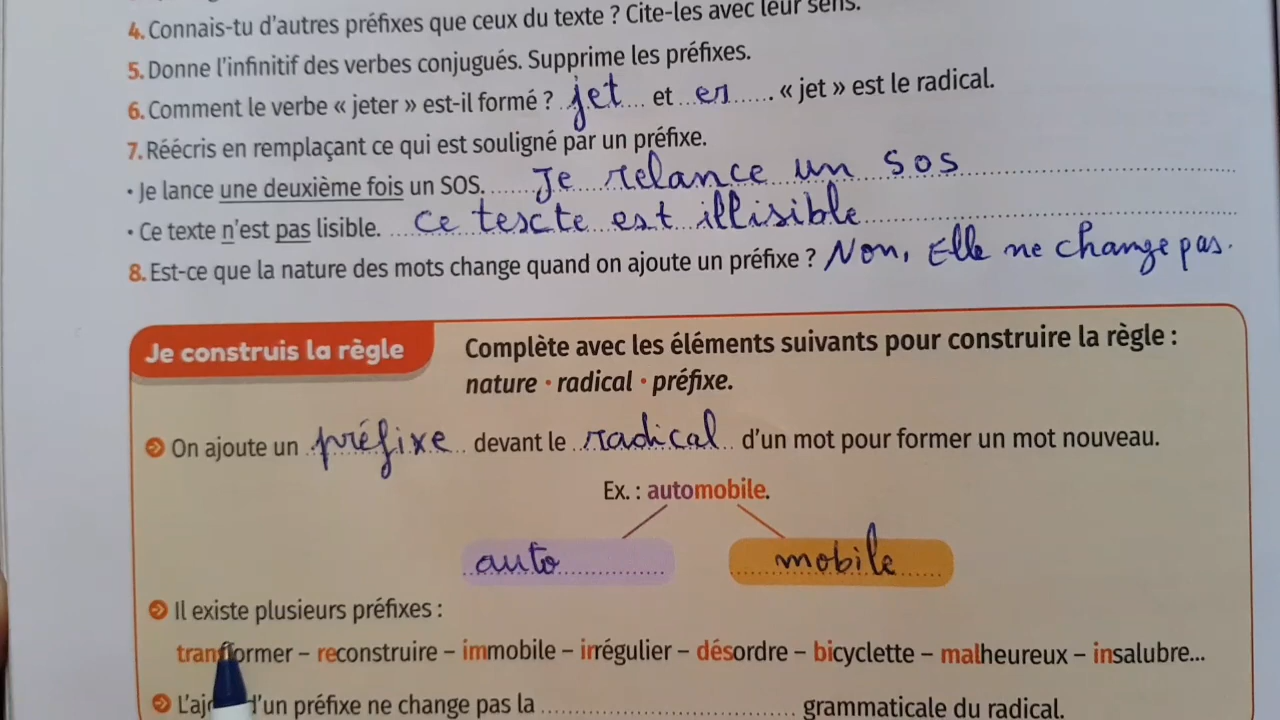 4. Connais-tu d'autres préfixes que ceux du texte ? Cite-les avec leur sens.
5. Donne l'infinitif des verbes conjugués. Supprime les préfixes.
6. Comment le verbe « jeter » est-il formé ? jet et er. « jet » est le radical.
7. Réécris en remplaçant ce qui est souligné par un préfixe.
• Je lance une deuxième fois un SOS. Je relance un sos
• Ce texte n'est pas lisible. Ce texcte est illisible
8. Est-ce que la nature des mots change quand on ajoute un préfixe ? Non, Elle ne change pas.
Je construis la règle
Complète avec les éléments suivants pour construire la règle :
nature • radical • préfixe.
On ajoute un préfixe devant le radical d'un mot pour former un mot nouveau.
Ex. : automobile.
auto mobile
Il existe plusieurs préfixes :
transformer – reconstruire – immobile – irrégulier – désordre – bicyclette – malheureux – insalubre...
L'ajout d'un préfixe ne change pas la .............................. grammaticale du radical.